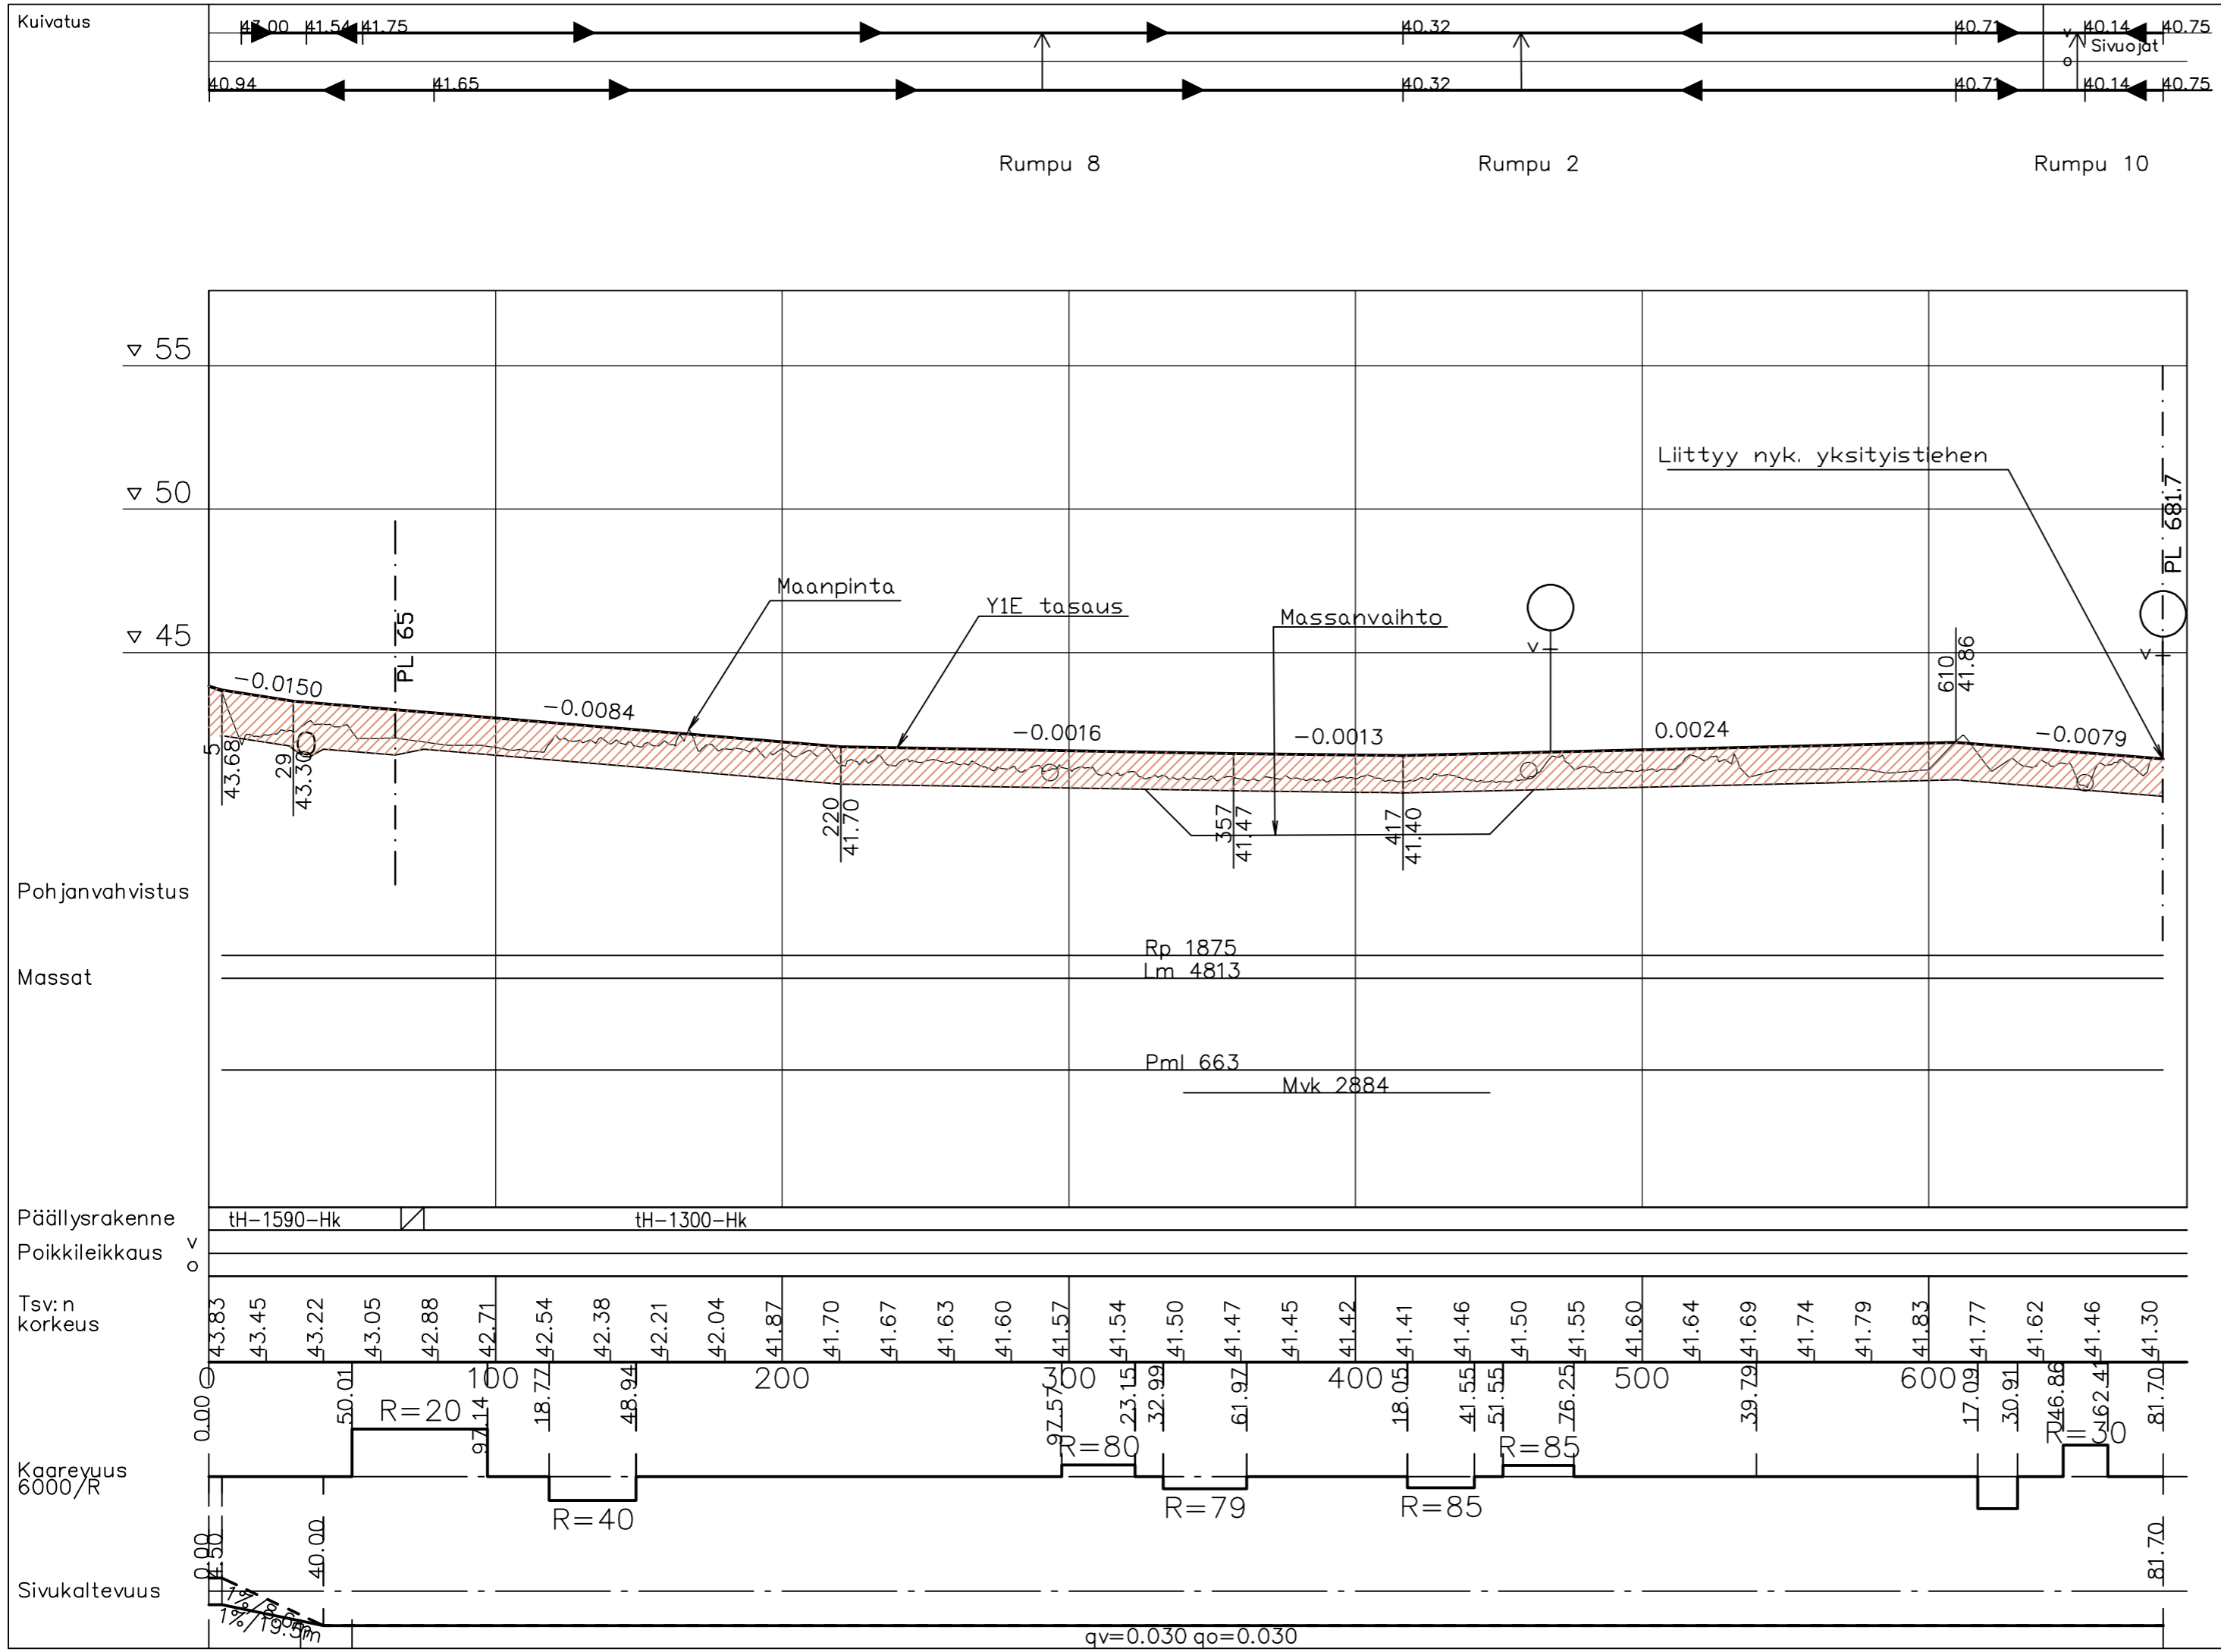 Kuivatus
43.00 41.54 41.75 40.32 40.71 v 40.14 40.75
Sivuojat
o
40.94 41.65 40.32 40.71 40.14 40.75
Rumpu 8 Rumpu 2 Rumpu 10
55
50
45
Liittyy nyk. yksityistiehen
PL 681.7
Maanpinta
Y1E tasaus
Massanvaihto
PL 65
v
v
610
41.86
-0.0150
-0.0084
-0.0016
-0.0013
0.0024
-0.0079
5
43.68
29
43.30
220
41.70
357
41.47
417
41.40
Pohjanvahvistus
Rp 1875
Massat
Lm 4813
Pml 663
Mvk 2884
Päällysrakenne tH-1590-Hk tH-1300-Hk
Poikkileikkaus v
o
Tsv:n
korkeus
43.83 43.45 43.22 43.05 42.88 42.71 42.54 42.38 42.21 42.04 41.87 41.70 41.67 41.63 41.60 41.57 41.54 41.50 41.47 41.45 41.42 41.41 41.46 41.50 41.55 41.60 41.64 41.69 41.74 41.79 41.83 41.77 41.62 41.46 41.30
0 100 200 300 400 500 600
0.00 50.01 97.14 18.77 48.94 97.57 23.15 32.99 61.97 18.05 41.55 51.55 76.25 39.79 17.09 30.91 46.86 62.41 81.70
R=20 R=80 R=85 R=30
Kaarevuus
6000/R
R=40 R=79 R=85
0.00 4.50 40.00 81.70
Sivukaltevuus
1%/8.9m
1%/19.5m
qv=0.030 qo=0.030